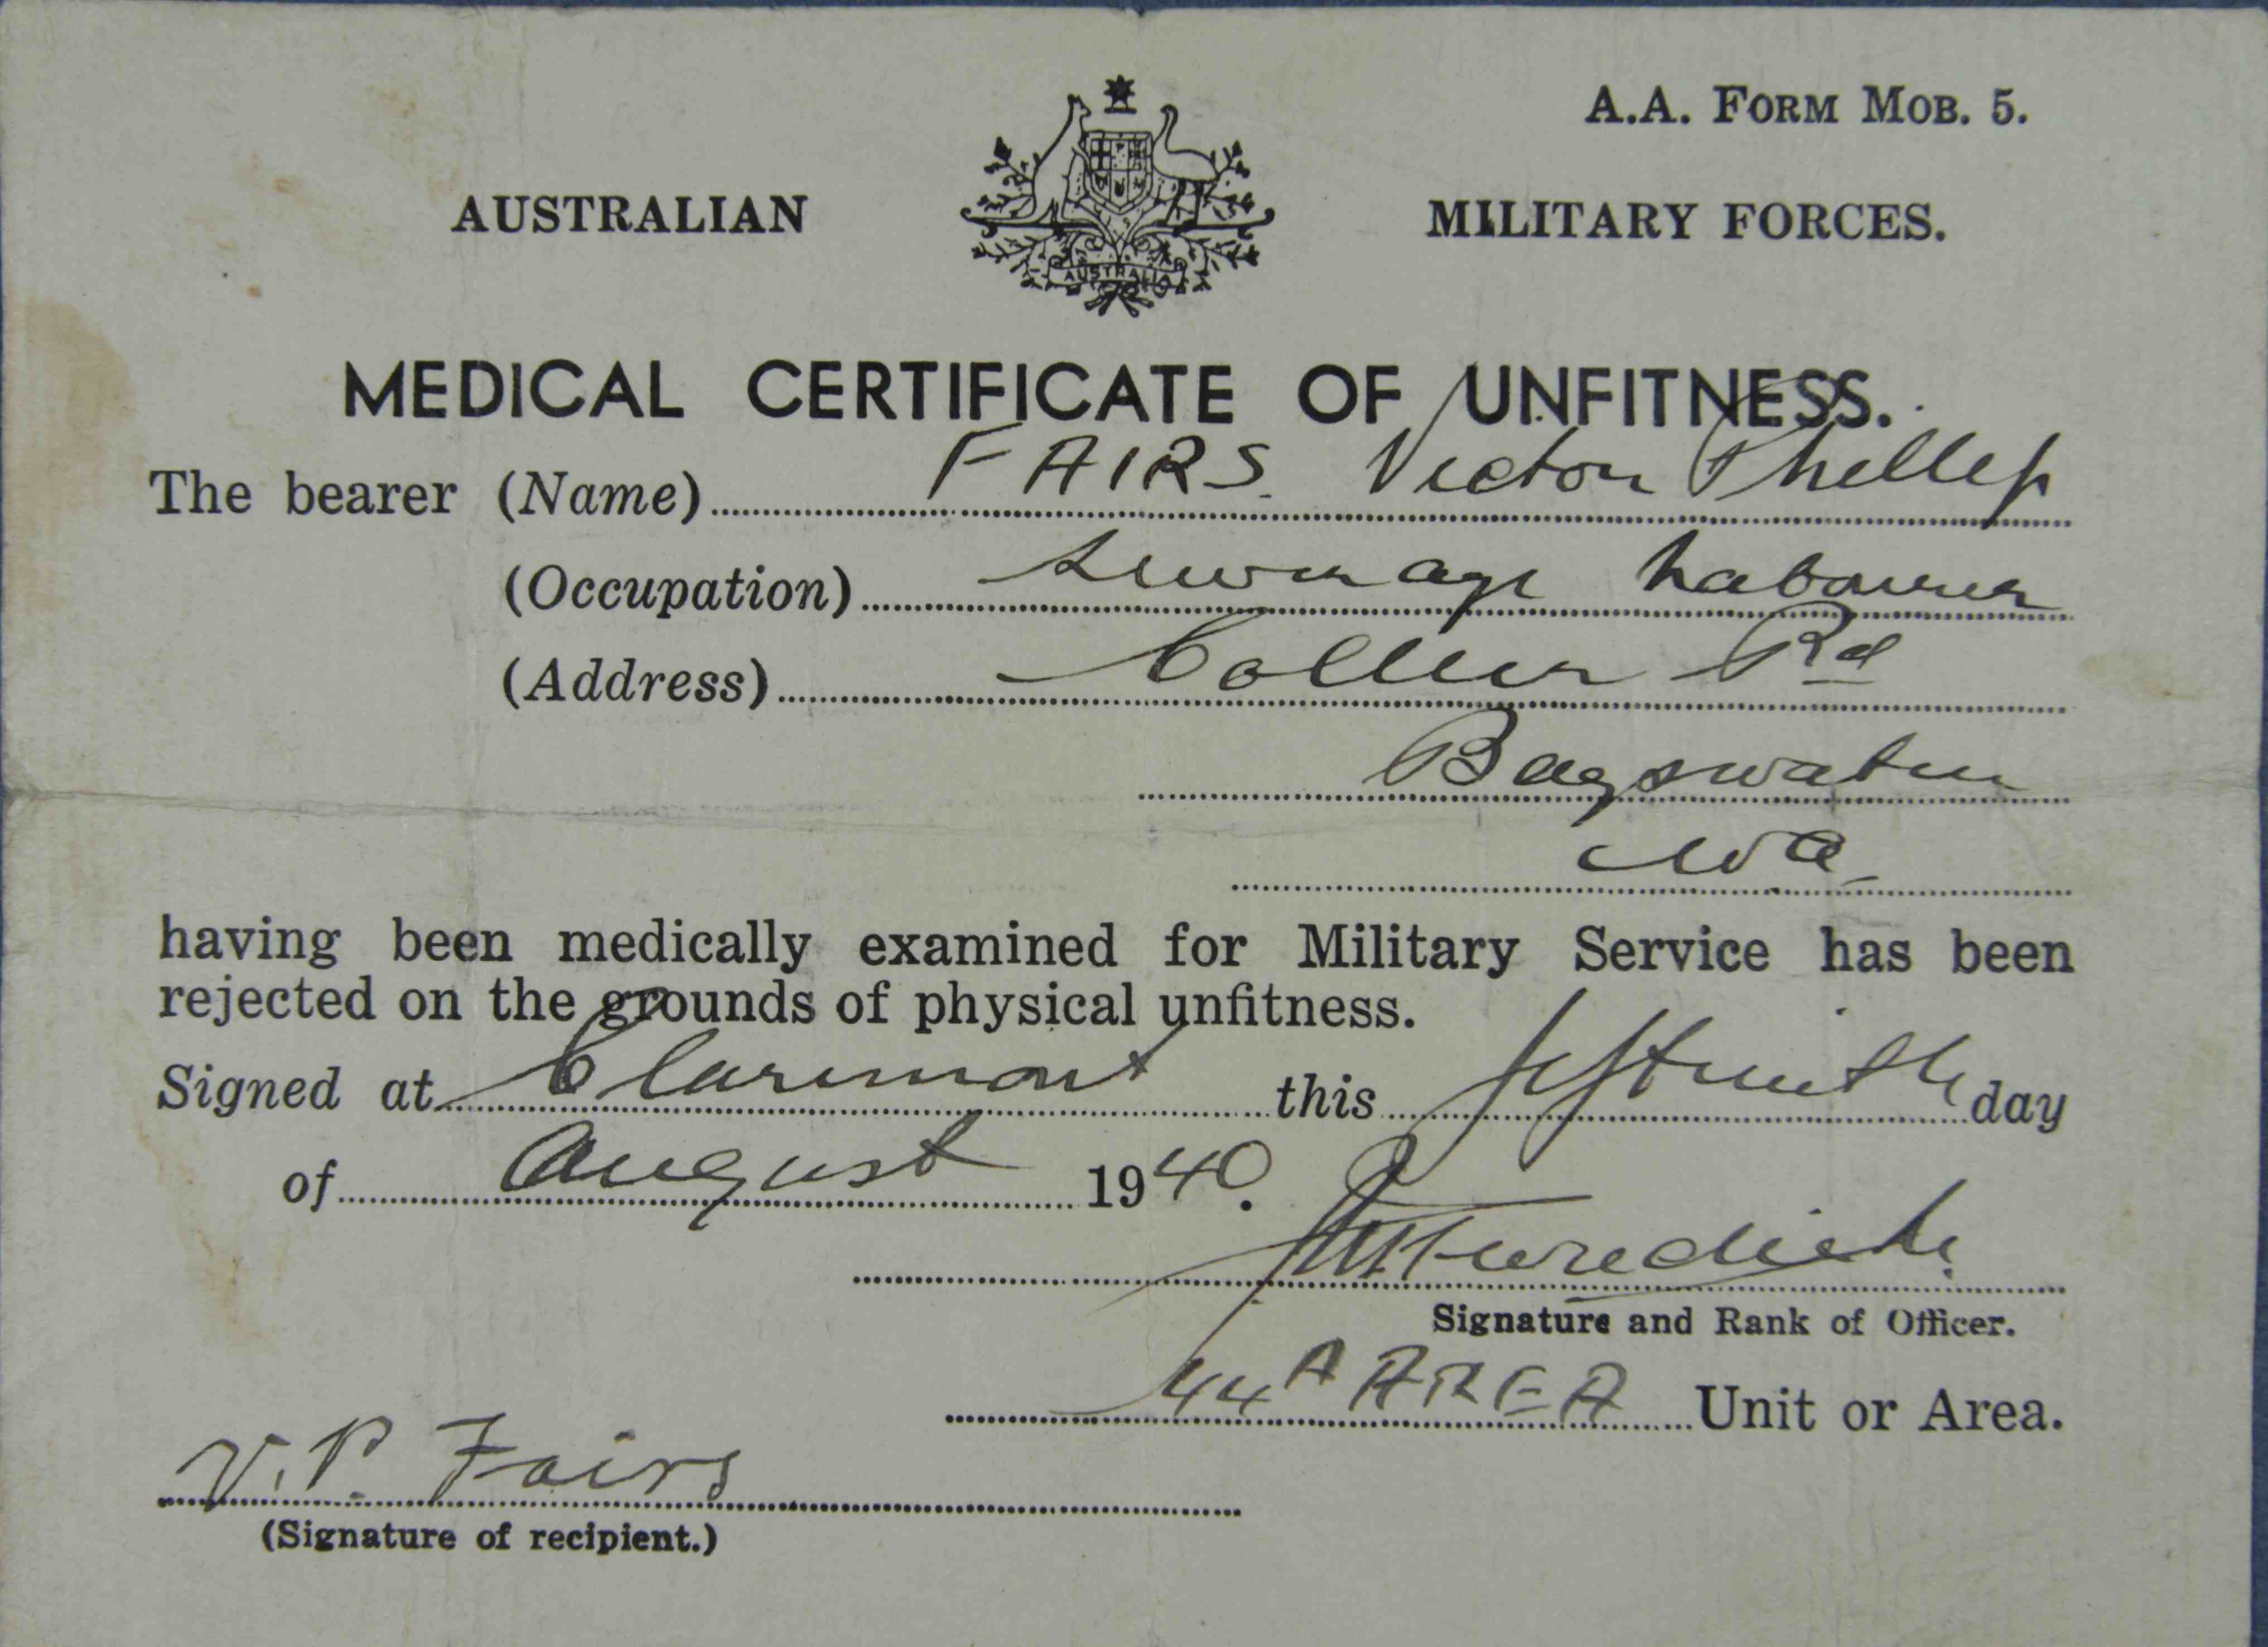 A.A. FORM MOB. 5.
AUSTRALIAN MILITARY FORCES.
AUSTRALIA
MEDICAL CERTIFICATE OF UNFITNESS.
The bearer (Name) FAIRS. Victor Phillip
(Occupation) Sewerage Labourer
(Address) Collier Rd
Bayswater
WA
having been medically examined for Military Service has been
rejected on the grounds of physical unfitness.
Signed at Claremont this fifteenth day
of August 1940.
Signature and Rank of Officer.
44A AREA Unit or Area.
V. P. Fairs
(Signature of recipient.)